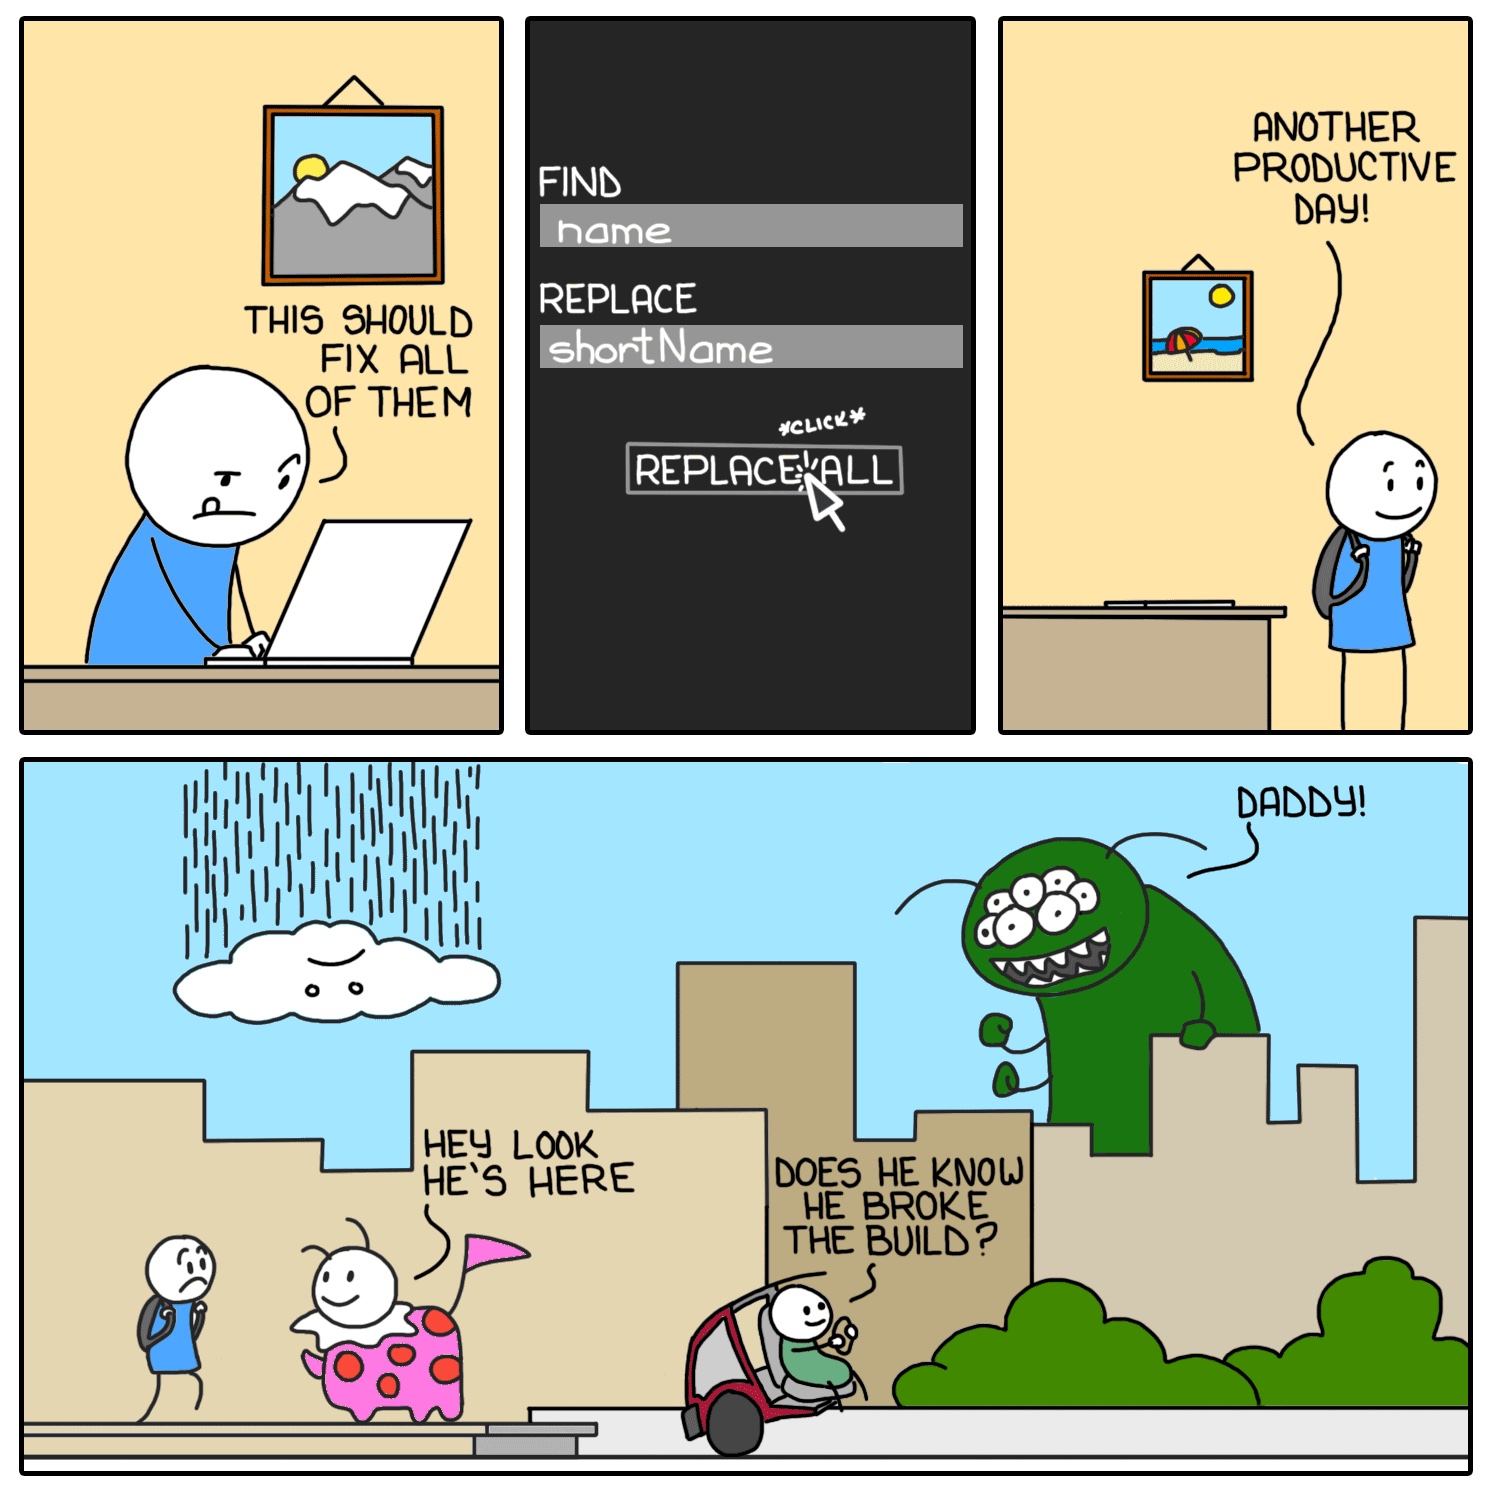 THIS SHOULD
FIX ALL
OF THEM
FIND
name
REPLACE
shortName
*CLICK*
REPLACE ALL
ANOTHER
PRODUCTIVE
DAY!
DADDY!
HEY LOOK
HE'S HERE
DOES HE KNOW
HE BROKE
THE BUILD?